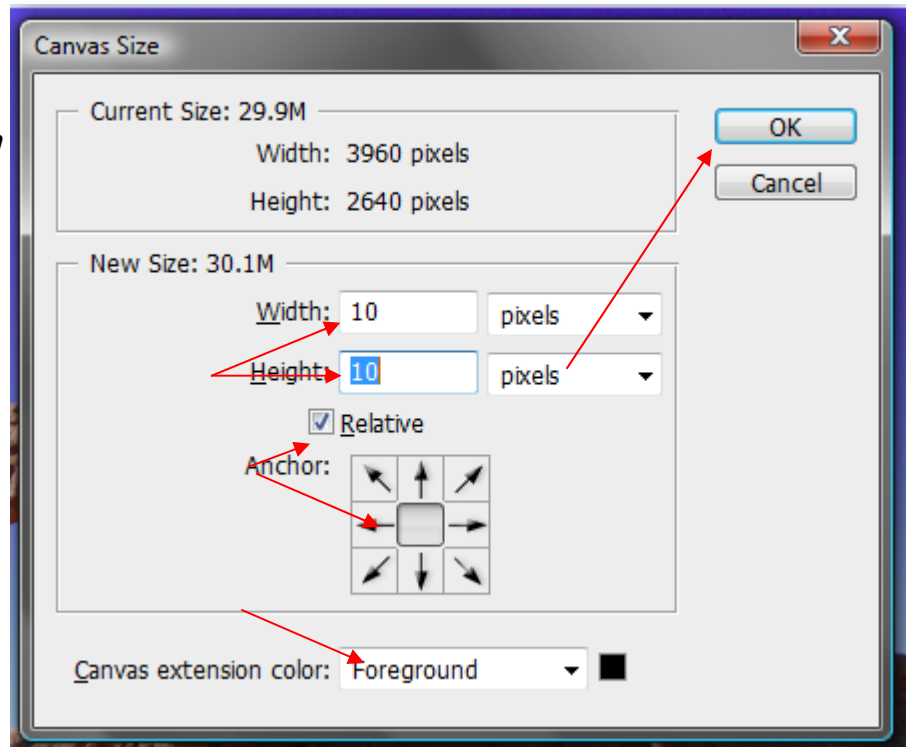 Canvas Size
Current Size: 29.9M
Width: 3960 pixels
Height: 2640 pixels
OK
Cancel
New Size: 30.1M
Width: 10 pixels
Height: 10 pixels
Relative
Anchor:
Canvas extension color: Foreground